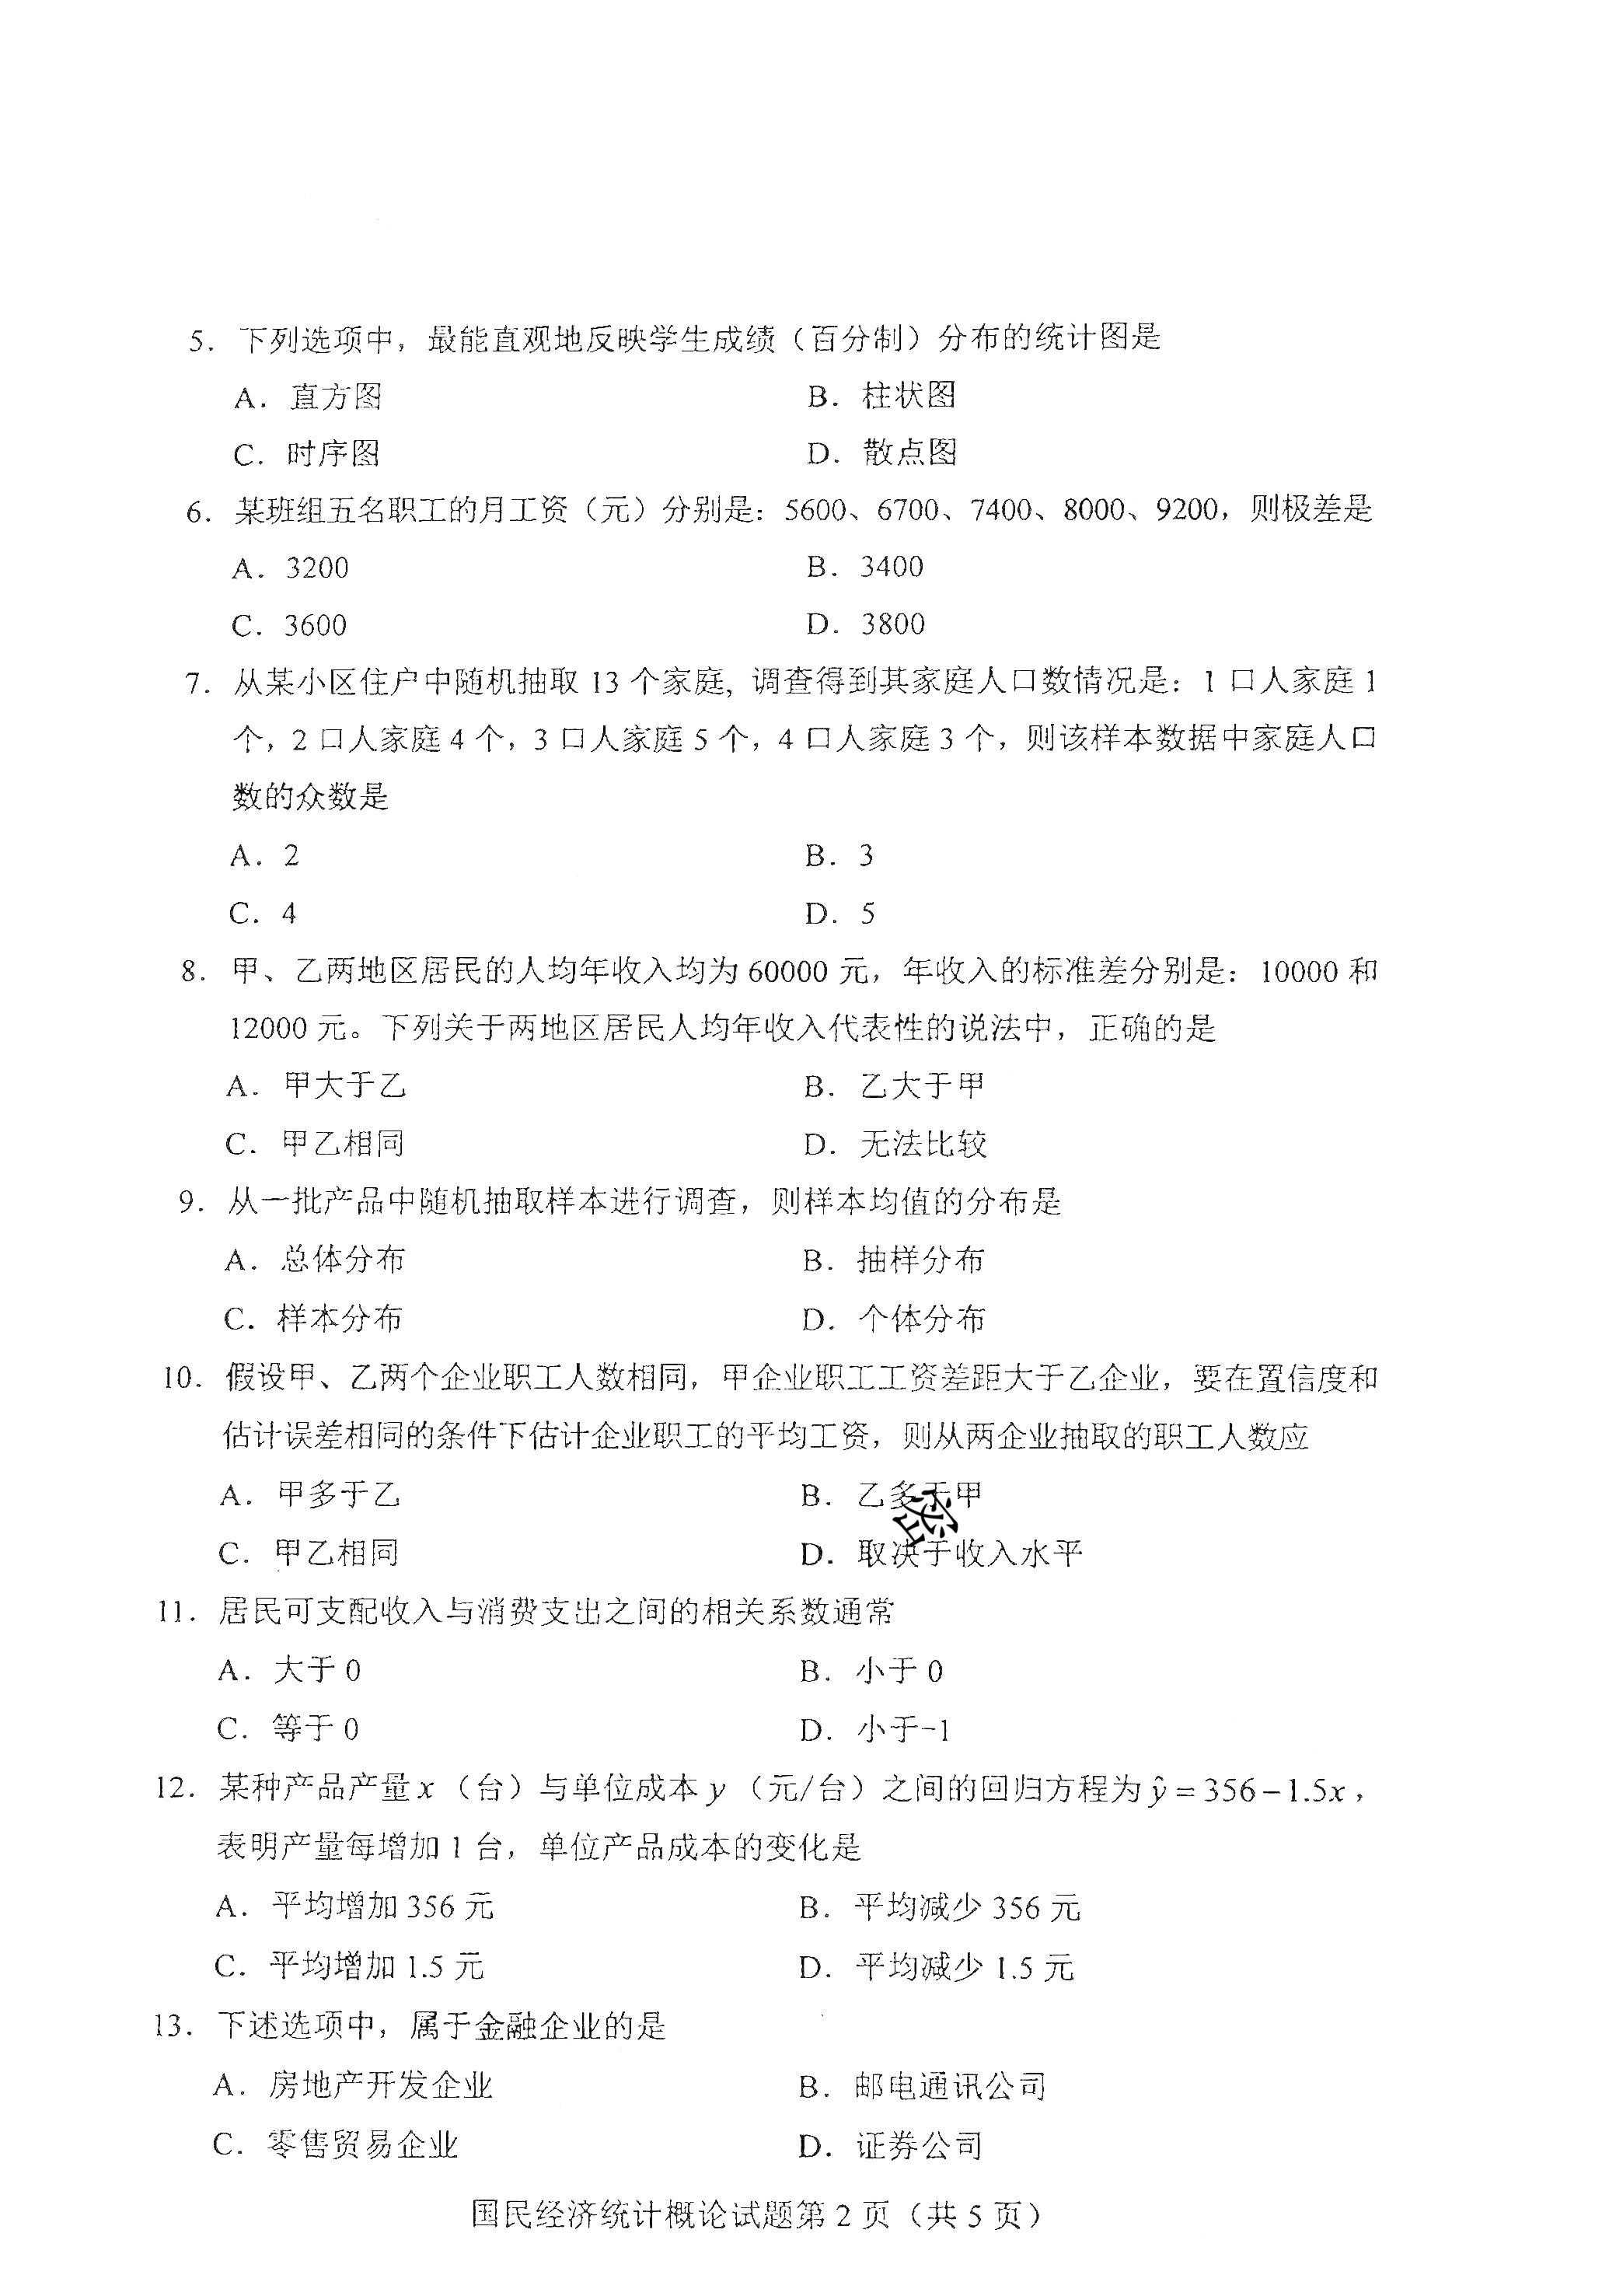 5. 下列选项中，最能直观地反映学生成绩（百分制）分布的统计图是
A. 直方图
B. 柱状图
C. 时序图
D. 散点图
6. 某班组五名职工的月工资（元）分别是：5600、6700、7400、8000、9200，则极差是
A. 3200
B. 3400
C. 3600
D. 3800
7. 从某小区住户中随机抽取 13 个家庭, 调查得到其家庭人口数情况是：1 口人家庭 1
个，2 口人家庭 4 个，3 口人家庭 5 个，4 口人家庭 3 个，则该样本数据中家庭人口
数的众数是
A. 2
B. 3
C. 4
D. 5
8. 甲、乙两地区居民的人均年收入均为 60000 元，年收入的标准差分别是：10000 和
12000 元。下列关于两地区居民人均年收入代表性的说法中，正确的是
A. 甲大于乙
B. 乙大于甲
C. 甲乙相同
D. 无法比较
9. 从一批产品中随机抽取样本进行调查，则样本均值的分布是
A. 总体分布
B. 抽样分布
C. 样本分布
D. 个体分布
10. 假设甲、乙两个企业职工人数相同，甲企业职工工资差距大于乙企业，要在置信度和
估计误差相同的条件下估计企业职工的平均工资，则从两企业抽取的职工人数应
A. 甲多于乙
B. 乙多于甲
密
C. 甲乙相同
D. 取决于收入水平
11. 居民可支配收入与消费支出之间的相关系数通常
A. 大于 0
B. 小于 0
C. 等于 0
D. 小于-1
12. 某种产品产量 x （台）与单位成本 y （元/台）之间的回归方程为 ŷ = 356 − 1.5x，
表明产量每增加 1 台，单位产品成本的变化是
A. 平均增加 356 元
B. 平均减少 356 元
C. 平均增加 1.5 元
D. 平均减少 1.5 元
13. 下述选项中，属于金融企业的是
A. 房地产开发企业
B. 邮电通讯公司
C. 零售贸易企业
D. 证券公司
国民经济统计概论试题第 2 页（共 5 页）